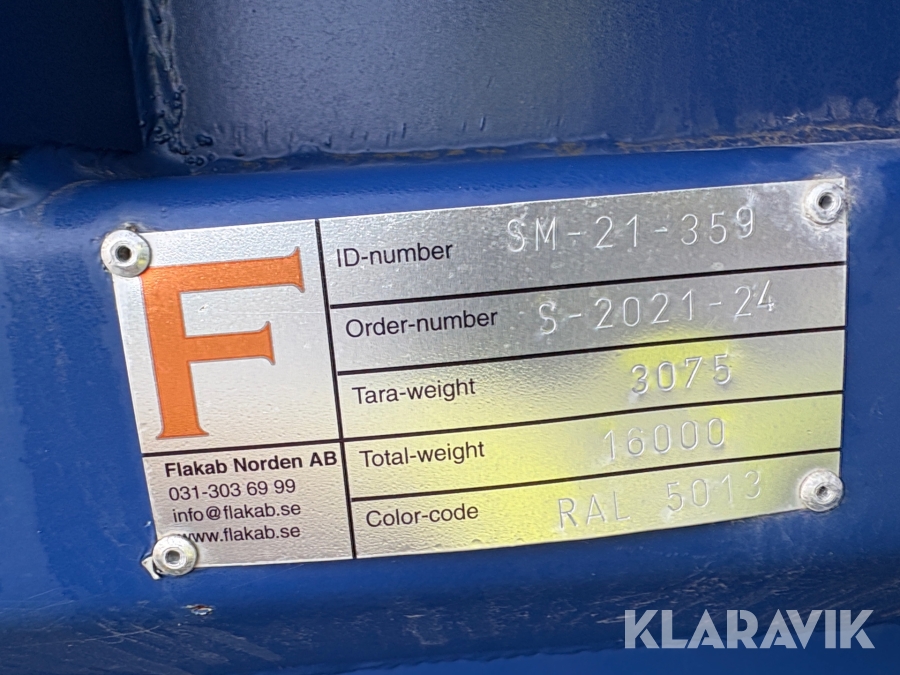 F
ID-number SM-21-359
Order-number S-2021-24
Tara-weight 3075
Total-weight 16000
Color-code RAL 5013
Flakab Norden AB
031-303 69 99
info@flakab.se
www.flakab.se
KLARAVIK